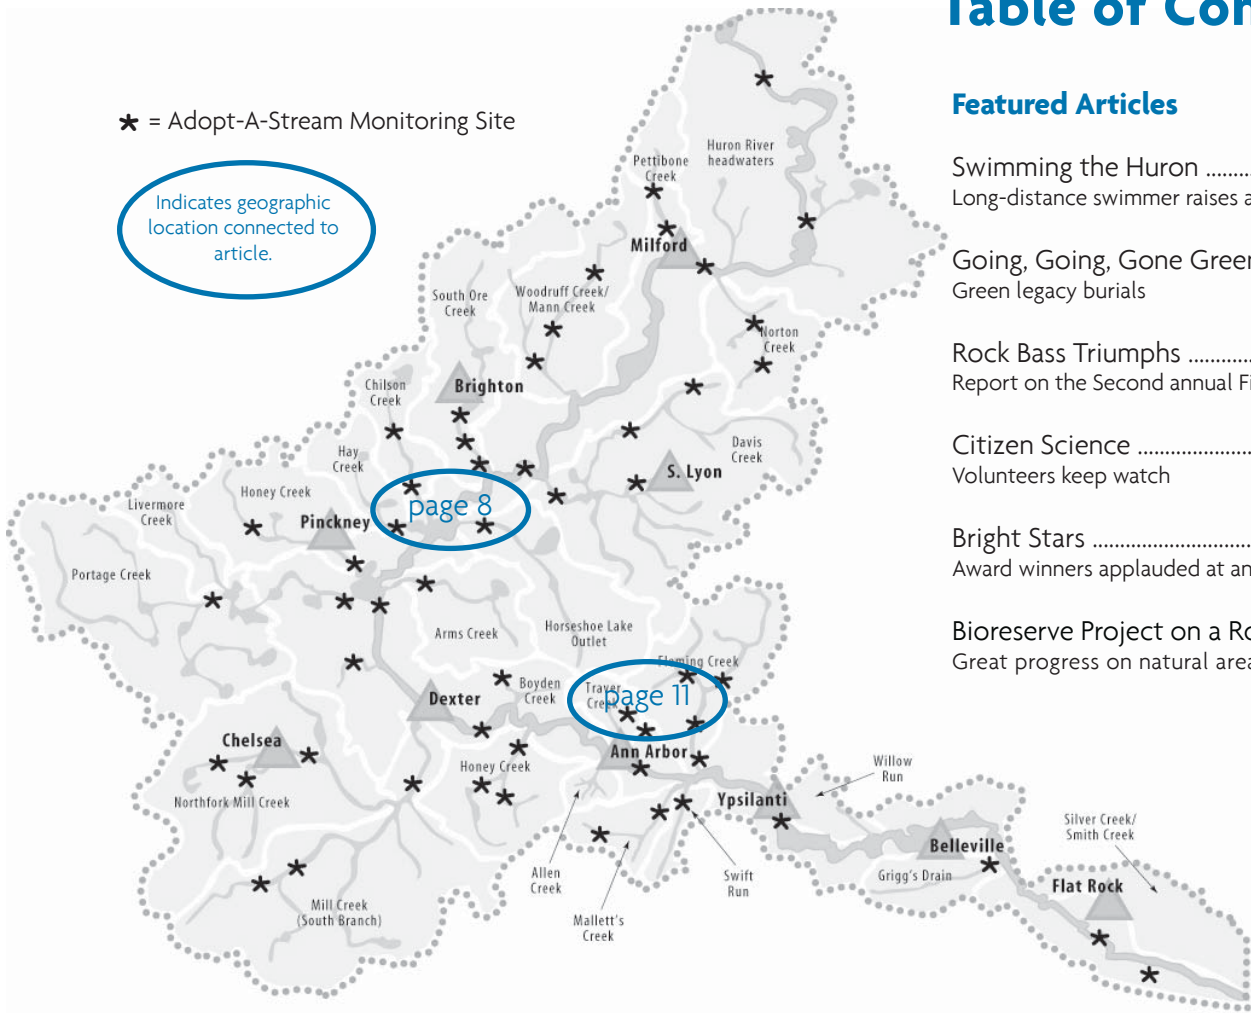 Table of Con
★ = Adopt-A-Stream Monitoring Site
Indicates geographic
location connected to
article.
Featured Articles
Swimming the Huron .........
Long-distance swimmer raises a
Going, Going, Gone Green
Green legacy burials
Rock Bass Triumphs ............
Report on the Second annual Fi
Citizen Science .....................
Volunteers keep watch
Bright Stars .............................
Award winners applauded at an
Bioreserve Project on a Ro
Great progress on natural area
Huron River
headwaters
Pettibone
Creek
Milford
South Ore
Creek
Woodruff Creek/
Mann Creek
Norton
Creek
Chilson
Creek
Brighton
Hay
Creek
Davis
Creek
S. Lyon
Livermore
Creek
Honey Creek
Pinckney
page 8
Portage Creek
Arms Creek
Horseshoe Lake
Outlet
Fleming Creek
Boyden
Creek
Traver
Creek
page 11
Dexter
Chelsea
Ann Arbor
Honey Creek
Northfork Mill Creek
Ypsilanti
Willow
Run
Belleville
Silver Creek/
Smith Creek
Allen
Creek
Swift
Run
Grigg's Drain
Flat Rock
Mill Creek
(South Branch)
Mallett's
Creek